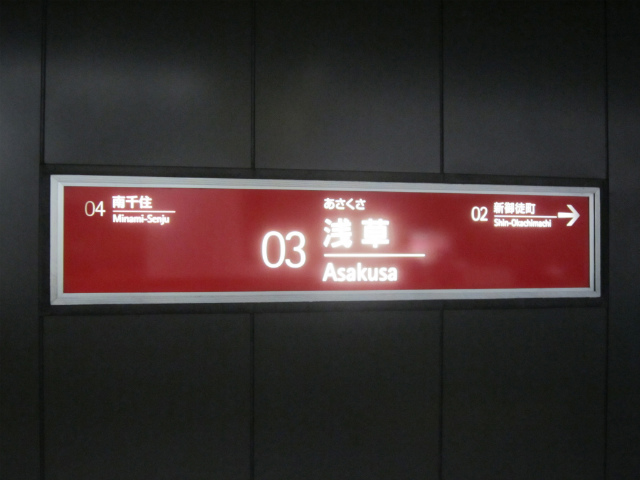 04 南千住
Minami-Senju
03 あさくさ
浅草
Asakusa
02 新御徒町
Shin-Okachimachi